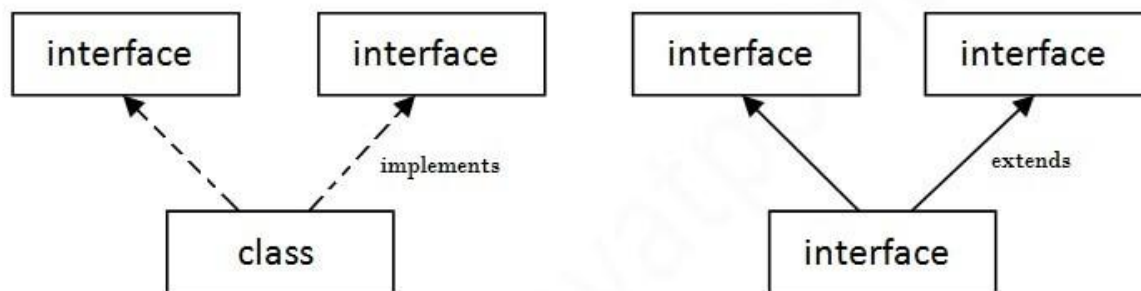 interface interface interface interface
implements extends
class interface